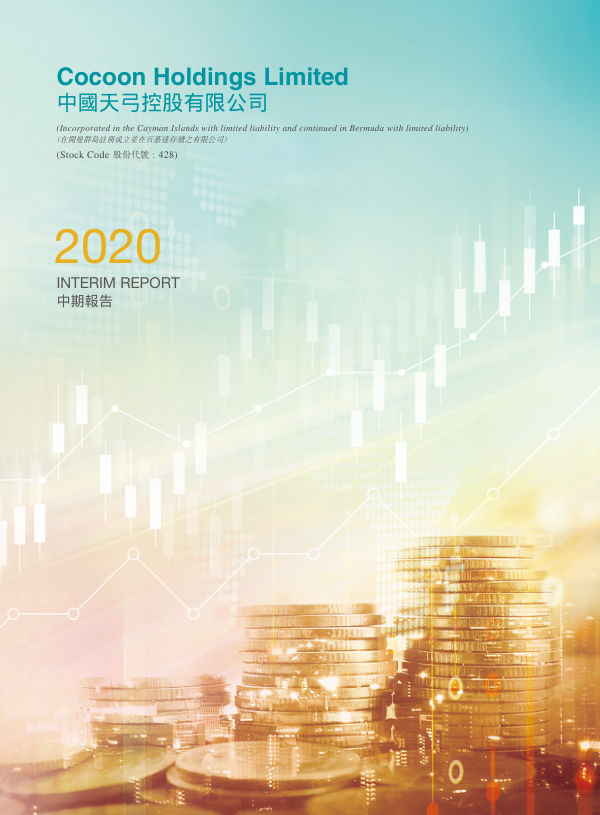 Cocoon Holdings Limited
中國天弓控股有限公司
(Incorporated in the Cayman Islands with limited liability and continued in Bermuda with limited liability)
(在開曼群島註冊成立並在百慕達存續之有限公司)
(Stock Code 股份代號：428)
2020
INTERIM REPORT
中期報告